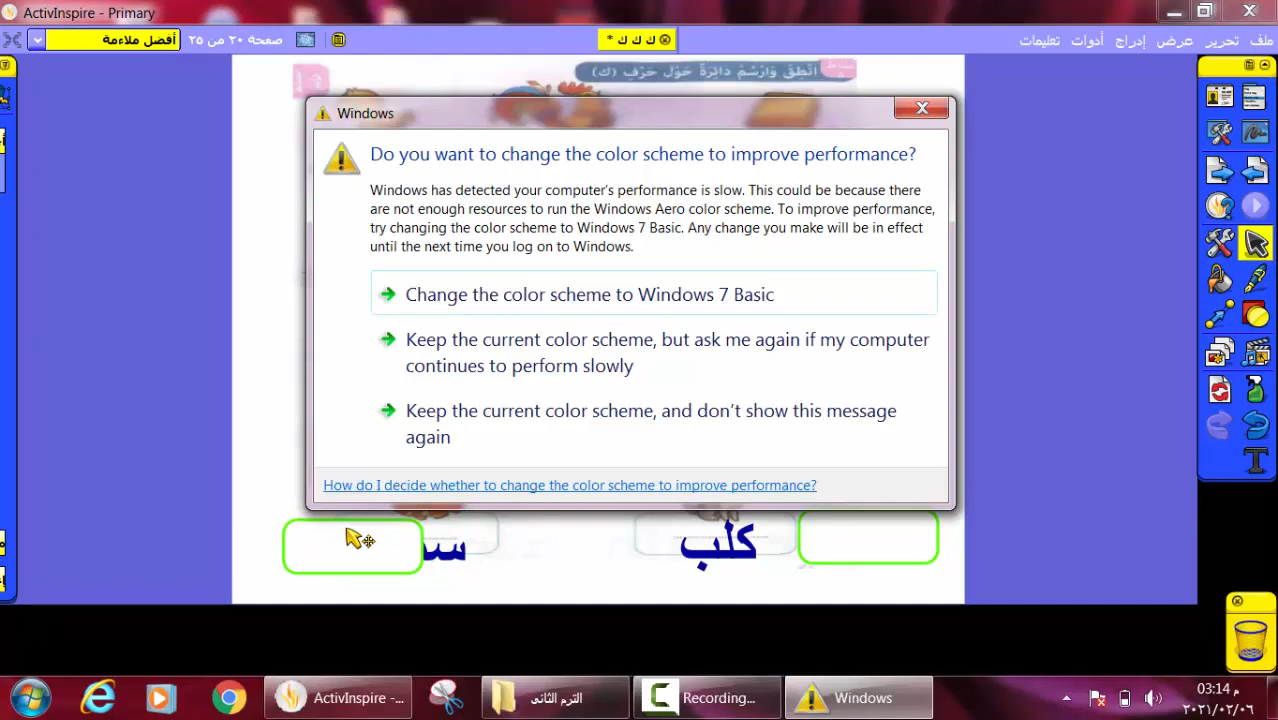 ActivInspire - Primary
ملف تحرير عرض إدراج أدوات تعليمات
ك ك ك *
صفحة ٢٠ من ٢٥
أفضل ملاءمة
انْطِقْ وَارْسُمْ دَائِرَةً حَوْلَ حَرْفِ (ك)
Windows
Do you want to change the color scheme to improve performance?
Windows has detected your computer's performance is slow. This could be because there
are not enough resources to run the Windows Aero color scheme. To improve performance,
try changing the color scheme to Windows 7 Basic. Any change you make will be in effect
until the next time you log on to Windows.
Change the color scheme to Windows 7 Basic
Keep the current color scheme, but ask me again if my computer
continues to perform slowly
Keep the current color scheme, and don't show this message
again
How do I decide whether to change the color scheme to improve performance?
كلب
ActivInspire -...
الترم الثانى
Recording...
Windows
03:14 م
٢٠٢١/٠٢/٠٦